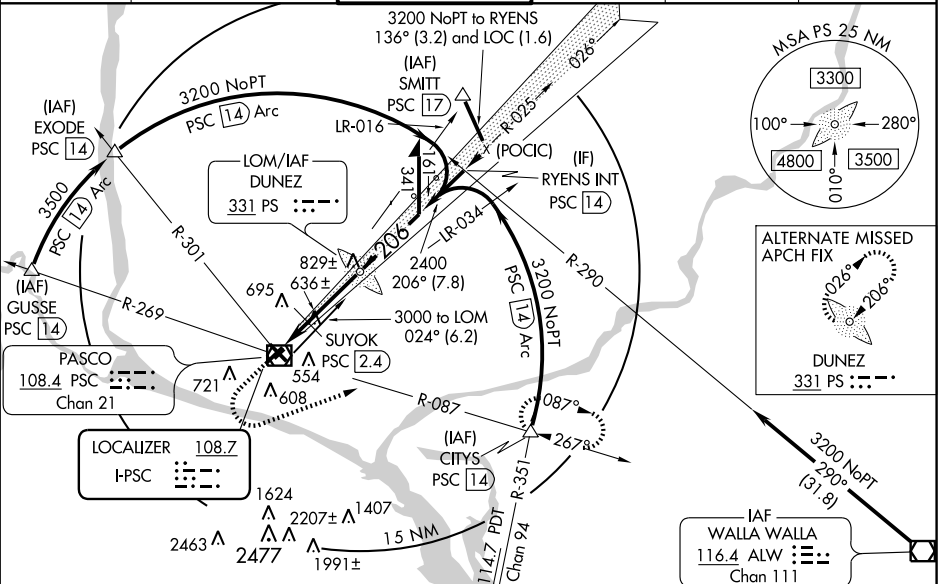 3200 NoPT to RYENS
136° (3.2) and LOC (1.6)
(IAF)
SMITT
PSC 17
026°
R-025
MSA PS 25 NM
3300
100°
280°
4800
3500
010°
3200 NoPT
PSC 14 Arc
(IAF)
EXODE
PSC 14
LR-016
X (POCIC)
(IF)
RYENS INT
PSC 14
161°
341°
LOM/IAF
DUNEZ
331 PS
3500
PSC 14 Arc
R-301
206
LR-034
2400
206° (7.8)
R-290
ALTERNATE MISSED
APCH FIX
026°
206°
DUNEZ
331 PS
829±
636±
695
3200 NoPT
PSC 14 Arc
(IAF)
GUSSE
PSC 14
R-269
3000 to LOM
024° (6.2)
SUYOK
PSC 2.4
PASCO
108.4 PSC
Chan 21
721
554
608
R-087
087°
267°
(IAF)
CITYS
PSC 14
LOCALIZER 108.7
I-PSC
R-351
114.7 PDT
Chan 94
3200 NoPT
290°
(31.8)
1624
2207±
1407
2463
2477
1991±
15 NM
IAF
WALLA WALLA
116.4 ALW
Chan 111